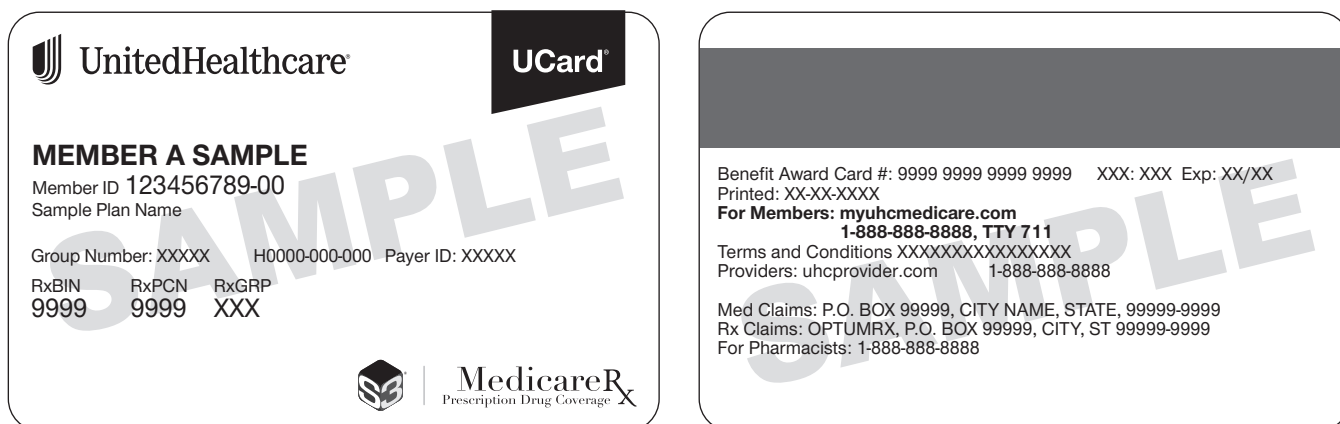 UnitedHealthcare®
UCard®
MEMBER A SAMPLE
Member ID 123456789-00
Sample Plan Name
Group Number: XXXXX H0000-000-000 Payer ID: XXXXX
RxBIN RxPCN RxGRP
9999 9999 XXX
S3
MedicareRx
Prescription Drug Coverage
SAMPLE
Benefit Award Card #: 9999 9999 9999 9999 XXX: XXX Exp: XX/XX
Printed: XX-XX-XXXX
For Members: myuhcmedicare.com
1-888-888-8888, TTY 711
Terms and Conditions XXXXXXXXXXXXXXXX
Providers: uhcprovider.com 1-888-888-8888
Med Claims: P.O. BOX 99999, CITY NAME, STATE, 99999-9999
Rx Claims: OPTUMRX, P.O. BOX 99999, CITY, ST 99999-9999
For Pharmacists: 1-888-888-8888
SAMPLE